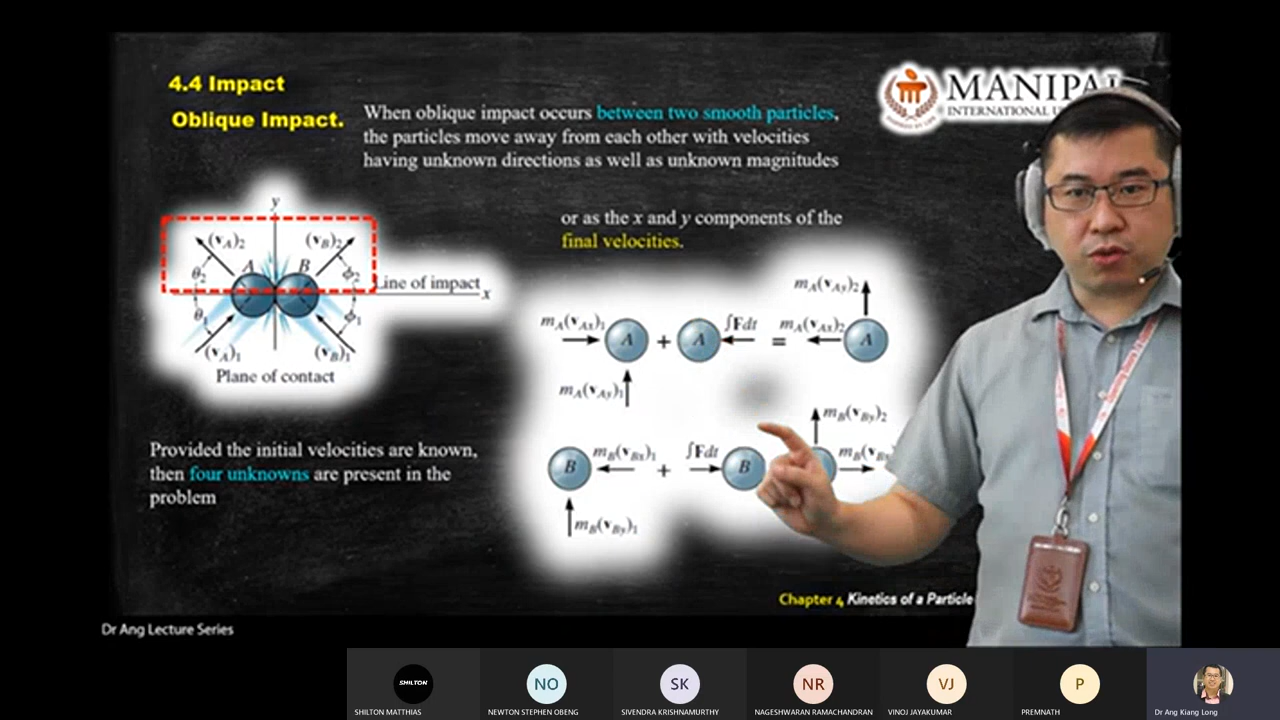 4.4 Impact
Oblique Impact.
When oblique impact occurs between two smooth particles,
the particles move away from each other with velocities
having unknown directions as well as unknown magnitudes
MANIPAL
INTERNATIONAL U
y
(vA)2
(vB)2
θ2
A
B
ϕ2
Line of impact
x
θ1
ϕ1
(vA)1
(vB)1
Plane of contact
or as the x and y components of the
final velocities.
mA(vAy)2
mA(vAx)1
A
+
A
∫Fdt
=
mA(vAx)2
A
mA(vAy)1
mB(vBy)2
B
mB(vBx)1
+
∫Fdt
B
mB(vBx
mB(vBy)1
Provided the initial velocities are known,
then four unknowns are present in the
problem
Chapter 4 Kinetics of a Particle
Dr Ang Lecture Series
SHILTON
NO
SK
NR
VJ
P
SHILTON MATTHIAS
NEWTON STEPHEN OBENG
SIVENDRA KRISHNAMURTHY
NAGESHWARAN RAMACHANDRAN
VINOJ JAYAKUMAR
PREMNATH
Dr Ang Kiang Long